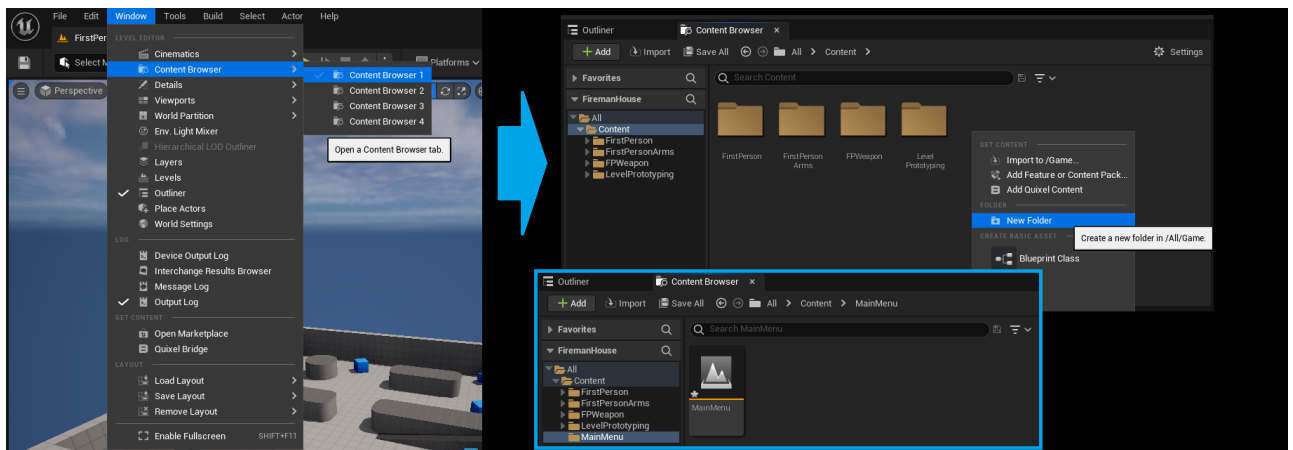 File Edit Window Tools Build Select Actor Help
FirstPer
LEVEL EDITOR
Select M
Cinematics
Content Browser
Details
Viewports
World Partition
Env. Light Mixer
Hierarchical LOD Outliner
Layers
Levels
Outliner
Place Actors
World Settings
LOG
Device Output Log
Interchange Results Browser
Message Log
Output Log
GET CONTENT
Open Marketplace
Quixel Bridge
LAYOUT
Load Layout
Save Layout
Remove Layout
Enable Fullscreen SHIFT+F11
Platforms
Perspective
Content Browser 1
Content Browser 2
Content Browser 3
Content Browser 4
Open a Content Browser tab.
Outliner Content Browser
Add Import Save All All Content Settings
Favorites Search Content
FiremanHouse
All
Content
FirstPerson
FirstPersonArms
FPWeapon
LevelPrototyping
FirstPerson FirstPerson FPWeapon Level
Arms Prototyping
GET CONTENT
Import to /Game...
Add Feature or Content Pack...
Add Quixel Content
FOLDER
New Folder
Create a new folder in /All/Game.
CREATE BASIC ASSET
Blueprint Class
Outliner Content Browser
Add Import Save All All Content MainMenu
Favorites Search MainMenu
FiremanHouse
All
Content
FirstPerson
FirstPersonArms
FPWeapon
LevelPrototyping
MainMenu
MainMenu